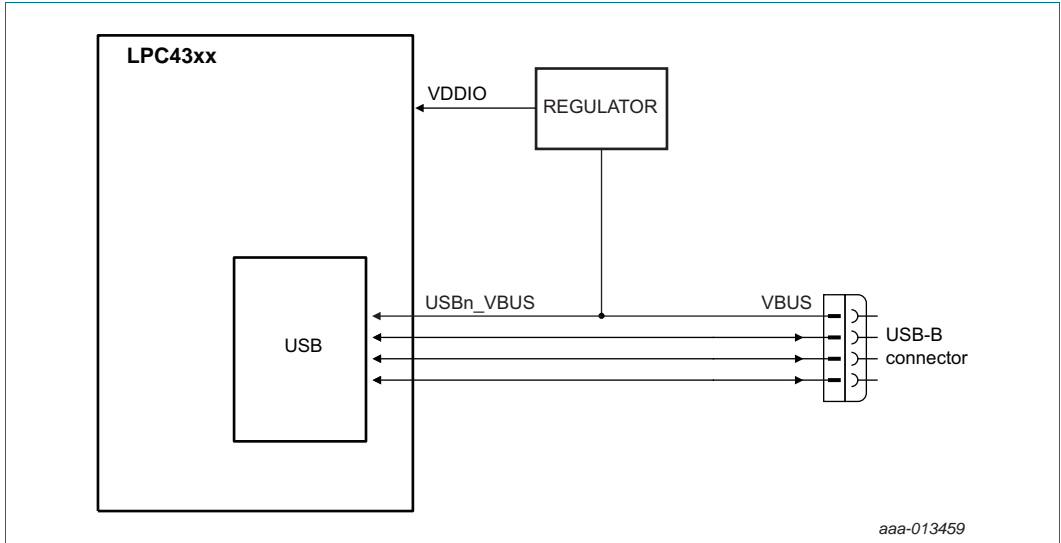 LPC43xx
VDDIO
REGULATOR
USBn_VBUS
VBUS
USB
USB-B
connector
aaa-013459